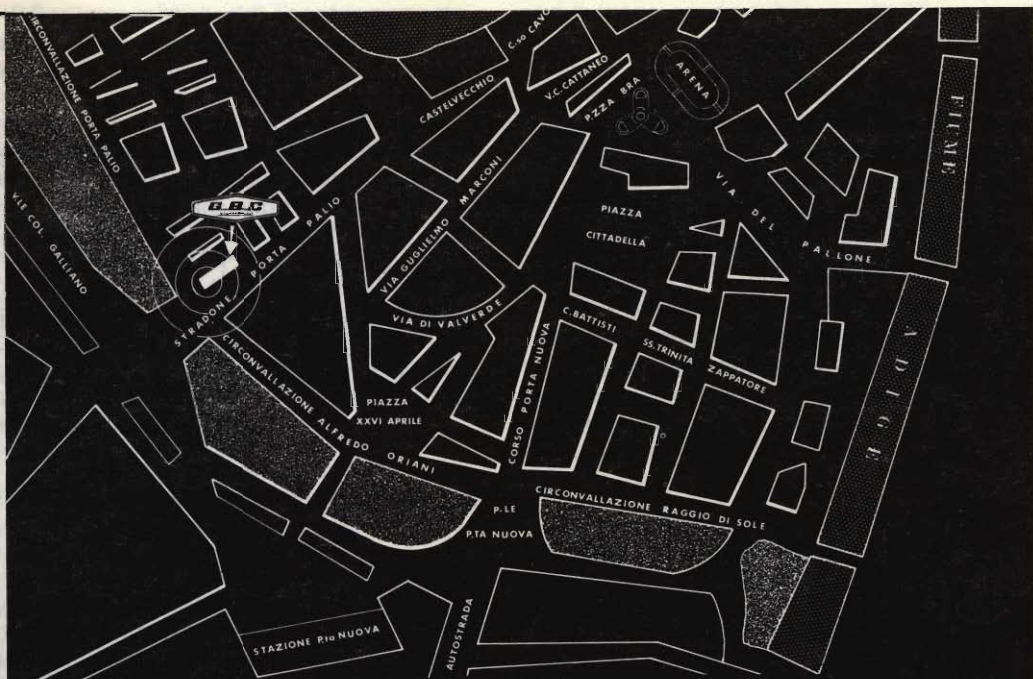 CIRCONVALLAZIONE PORTA PALIO
V.LE COL. GALLIANO
G.B.C
STRADONE PORTA PALIO
CASTELVECCHIO
C.so CAVO
V.C. CATTANEO
P.ZZA BRA
ARENA
FIUME
ADIGE
VIA GUGLIELMO MARCONI
VIA DI VALVERDE
PIAZZA
CITTADELLA
VIA DEL PALLONE
C. BATTISTI
SS. TRINITA
ZAPPATORE
CORSO PORTA NUOVA
PIAZZA
XXVI APRILE
CIRCONVALLAZIONE ALFREDO ORIANI
CIRCONVALLAZIONE RAGGIO DI SOLE
P.LE
P.TA NUOVA
STAZIONE P.ta NUOVA
AUTOSTRADA